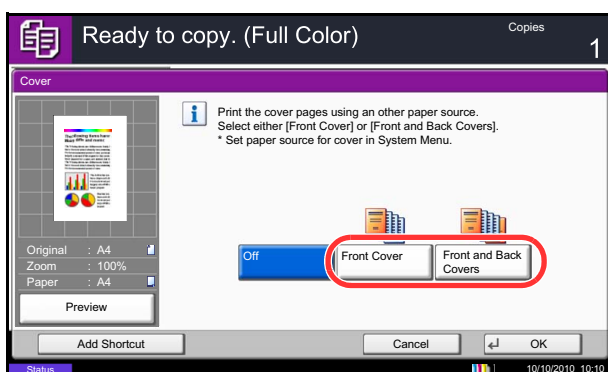 Ready to copy. (Full Color)
Copies
1
Cover
Print the cover pages using an other paper source.
Select either [Front Cover] or [Front and Back Covers].
* Set paper source for cover in System Menu.
Original : A4
Zoom : 100%
Paper : A4
Preview
Off
Front Cover
Front and Back
Covers
Add Shortcut
Cancel
OK
Status
10/10/2010 10:10